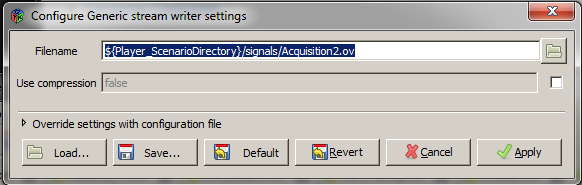 Configure Generic stream writer settings
Filename ${Player_ScenarioDirectory}/signals/Acquisition2.ov
Use compression false
Override settings with configuration file
Load... Save... Default Revert Cancel Apply